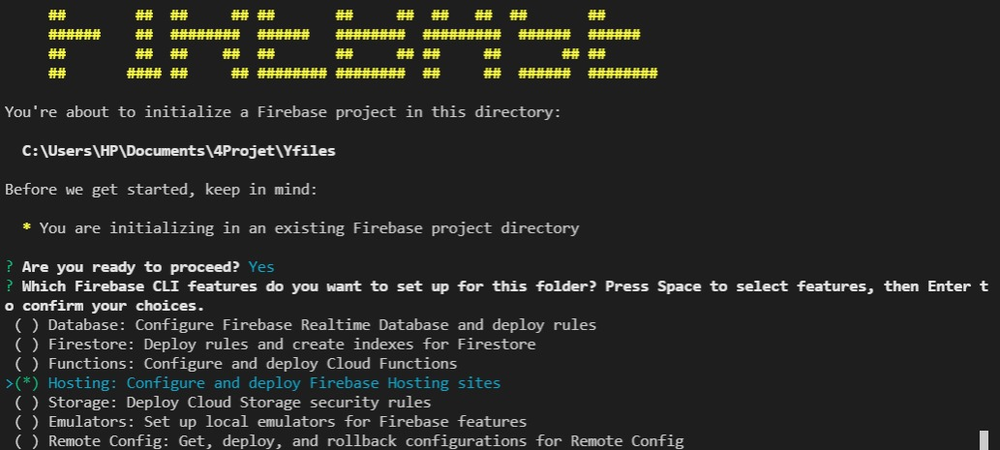 ##        ## ##     ## ##       ##     ##  ##   ##  ##       ##
######    ## ######## ######   ######## ######### ######  ######
##        ## ##    ## ##       ##     ## ##     ##       ## ##
##       #### ##     ## ######## ######## ##     ##  ######  ########
You're about to initialize a Firebase project in this directory:
C:\Users\HP\Documents\4Projet\Yfiles
Before we get started, keep in mind:
* You are initializing in an existing Firebase project directory
? Are you ready to proceed? Yes
? Which Firebase CLI features do you want to set up for this folder? Press Space to select features, then Enter t
o confirm your choices.
( ) Database: Configure Firebase Realtime Database and deploy rules
( ) Firestore: Deploy rules and create indexes for Firestore
( ) Functions: Configure and deploy Cloud Functions
>(*) Hosting: Configure and deploy Firebase Hosting sites
( ) Storage: Deploy Cloud Storage security rules
( ) Emulators: Set up local emulators for Firebase features
( ) Remote Config: Get, deploy, and rollback configurations for Remote Config